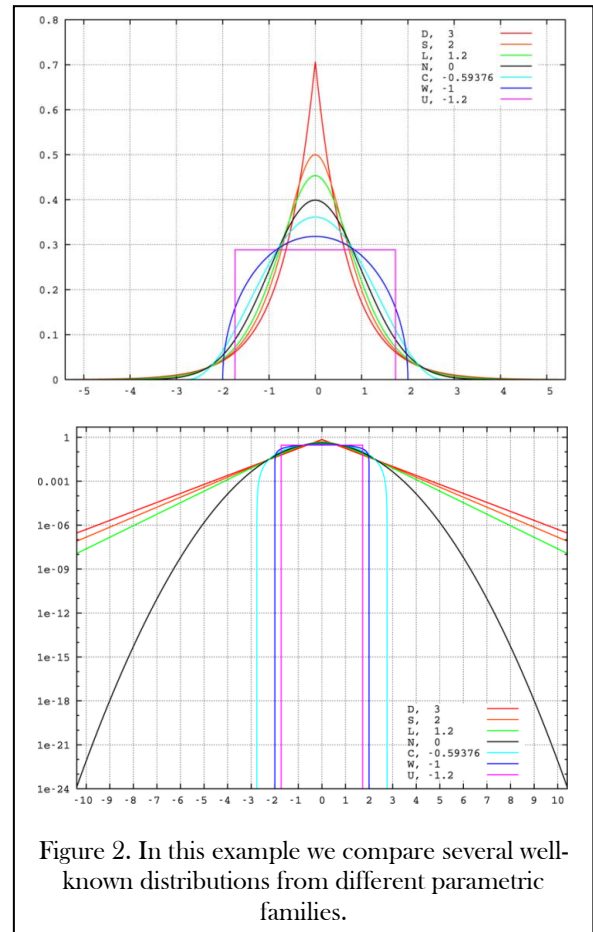 0.8
0.7
0.6
0.5
0.4
0.3
0.2
0.1
0
D, 3
S, 2
L, 1.2
N, 0
C, -0.59376
W, -1
U, -1.2
-5 -4 -3 -2 -1 0 1 2 3 4 5
1
0.001
1e-06
1e-09
1e-12
1e-15
1e-18
1e-21
1e-24
D, 3
S, 2
L, 1.2
N, 0
C, -0.59376
W, -1
U, -1.2
-10 -9 -8 -7 -6 -5 -4 -3 -2 -1 0 1 2 3 4 5 6 7 8 9 10
Figure 2. In this example we compare several well-
known distributions from different parametric
families.